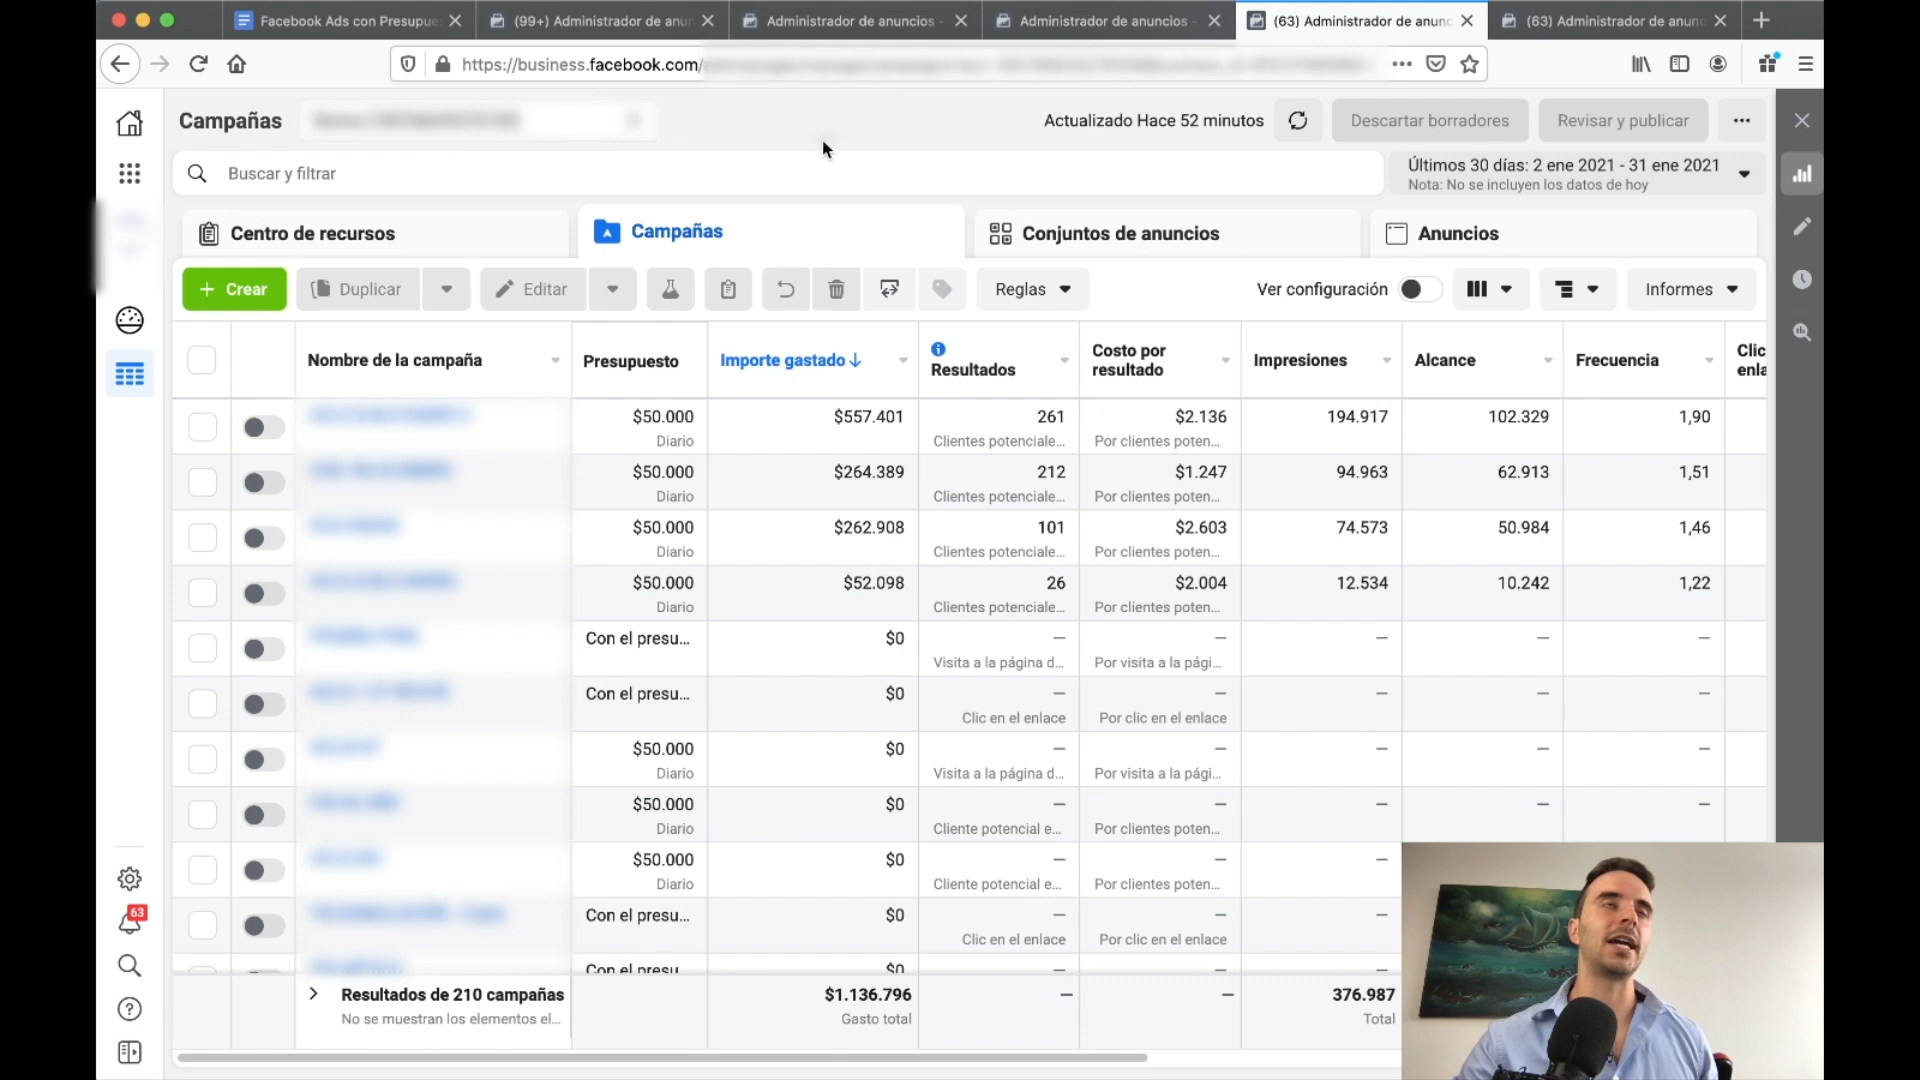 Facebook Ads con Presupue
(99+) Administrador de anun
Administrador de anuncios -
Administrador de anuncios -
(63) Administrador de anunc
(63) Administrador de anunc
https://business.facebook.com/
Campañas
Actualizado Hace 52 minutos
Descartar borradores
Revisar y publicar
Buscar y filtrar
Últimos 30 días: 2 ene 2021 - 31 ene 2021
Nota: No se incluyen los datos de hoy
Centro de recursos
Campañas
Conjuntos de anuncios
Anuncios
+ Crear
Duplicar
Editar
Reglas
Ver configuración
Informes
Nombre de la campaña
Presupuesto
Importe gastado ↓
Resultados
Costo por resultado
Impresiones
Alcance
Frecuencia
Clic
enla
$50.000 $557.401 261 $2.136 194.917 102.329 1,90
Diario Clientes potenciale... Por clientes poten...
$50.000 $264.389 212 $1.247 94.963 62.913 1,51
Diario Clientes potenciale... Por clientes poten...
$50.000 $262.908 101 $2.603 74.573 50.984 1,46
Diario Clientes potenciale... Por clientes poten...
$50.000 $52.098 26 $2.004 12.534 10.242 1,22
Diario Clientes potenciale... Por clientes poten...
Con el presu... $0 — — — — —
Visita a la página d... Por visita a la pági...
Con el presu... $0 — — — — —
Clic en el enlace Por clic en el enlace
$50.000 $0 — — — — —
Diario Visita a la página d... Por visita a la pági...
$50.000 $0 — — — — —
Diario Cliente potencial e... Por clientes poten...
$50.000 $0 — — —
Diario Cliente potencial e... Por clientes poten...
Con el presu... $0 — — —
Clic en el enlace Por clic en el enlace
Con el presu $0 — — —
Resultados de 210 campañas $1.136.796 — — 376.987
No se muestran los elementos el... Gasto total Total
63